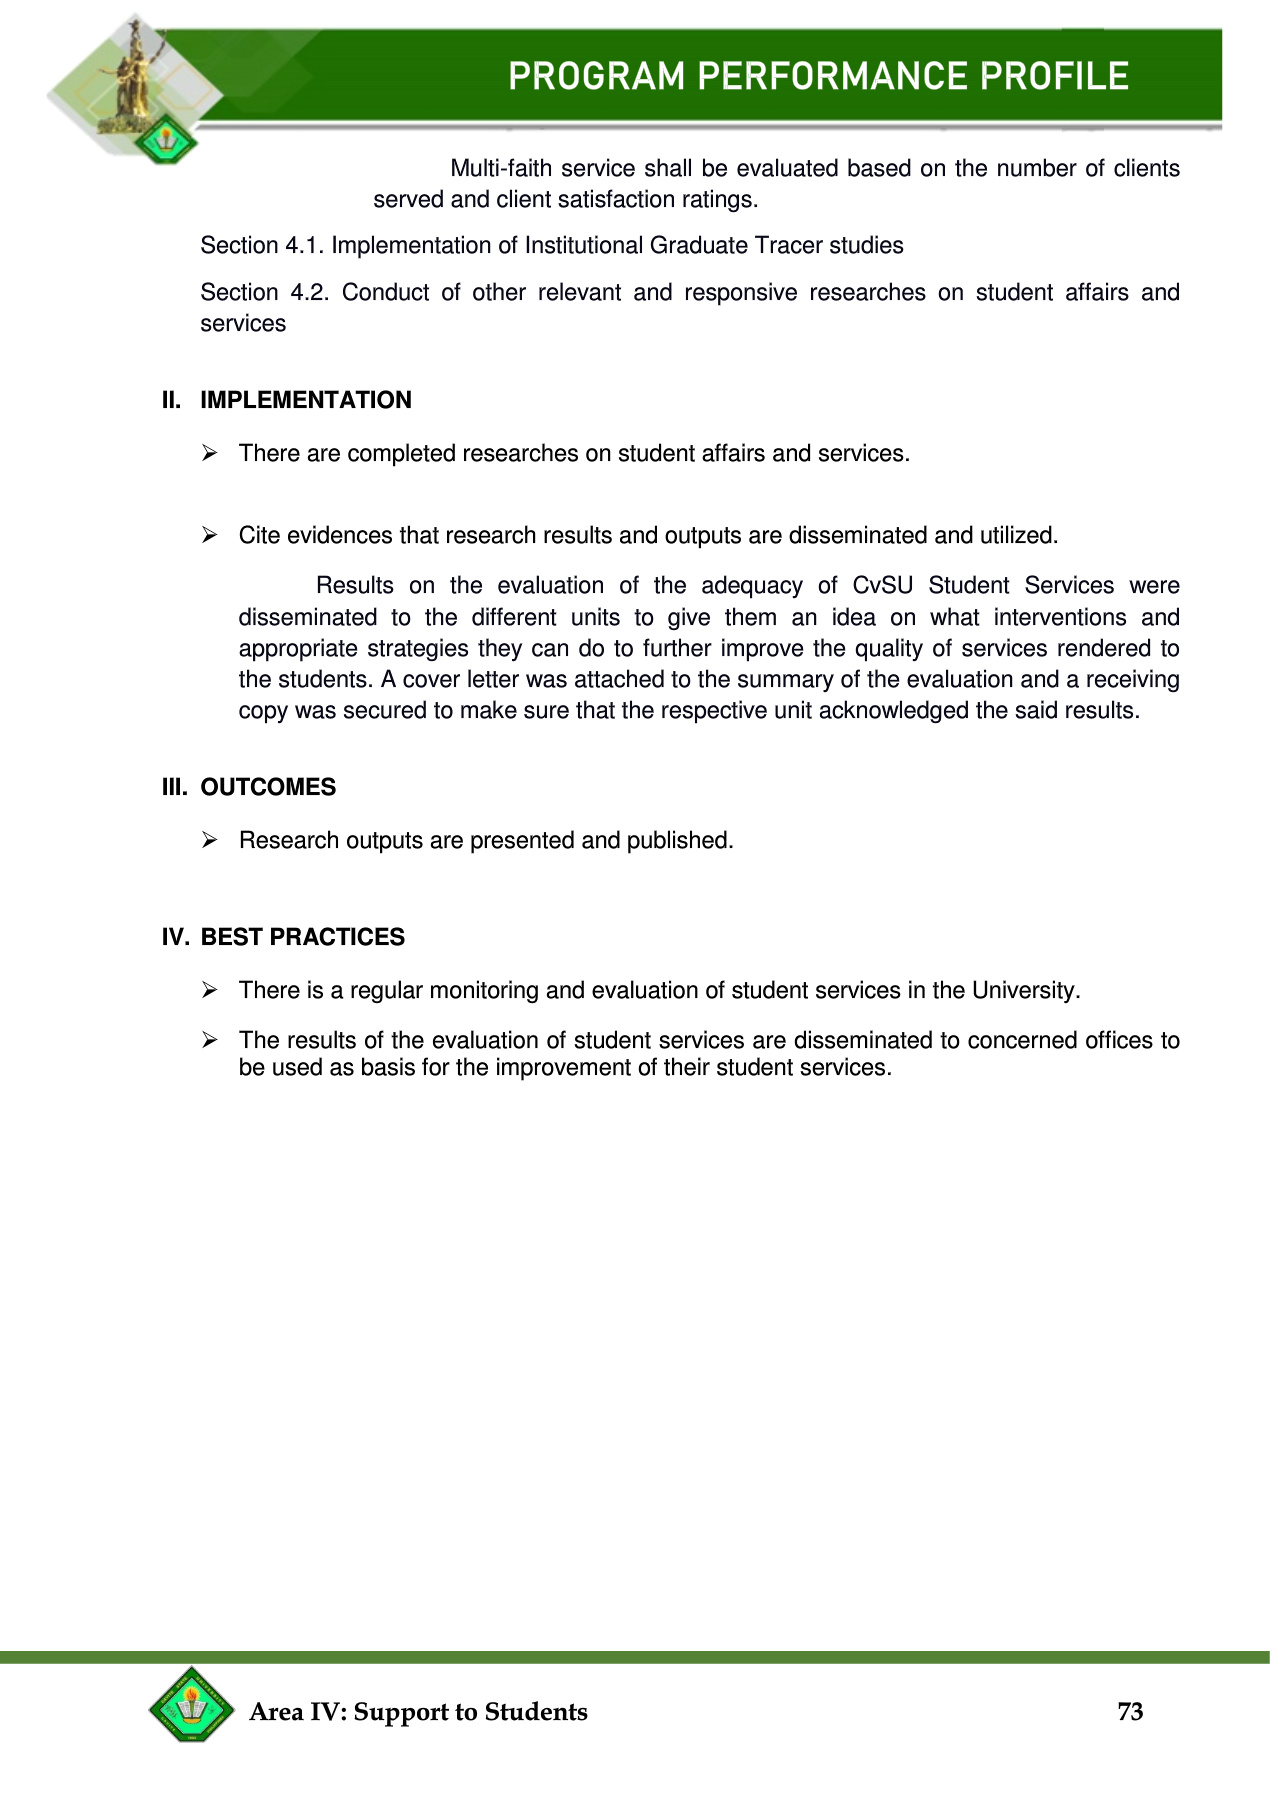 PROGRAM PERFORMANCE PROFILE
Multi-faith service shall be evaluated based on the number of clients
served and client satisfaction ratings.
Section 4.1. Implementation of Institutional Graduate Tracer studies
Section 4.2. Conduct of other relevant and responsive researches on student affairs and
services
II. IMPLEMENTATION
➢ There are completed researches on student affairs and services.
➢ Cite evidences that research results and outputs are disseminated and utilized.
Results on the evaluation of the adequacy of CvSU Student Services were
disseminated to the different units to give them an idea on what interventions and
appropriate strategies they can do to further improve the quality of services rendered to
the students. A cover letter was attached to the summary of the evaluation and a receiving
copy was secured to make sure that the respective unit acknowledged the said results.
III. OUTCOMES
➢ Research outputs are presented and published.
IV. BEST PRACTICES
➢ There is a regular monitoring and evaluation of student services in the University.
➢ The results of the evaluation of student services are disseminated to concerned offices to
be used as basis for the improvement of their student services.
Area IV: Support to Students 73